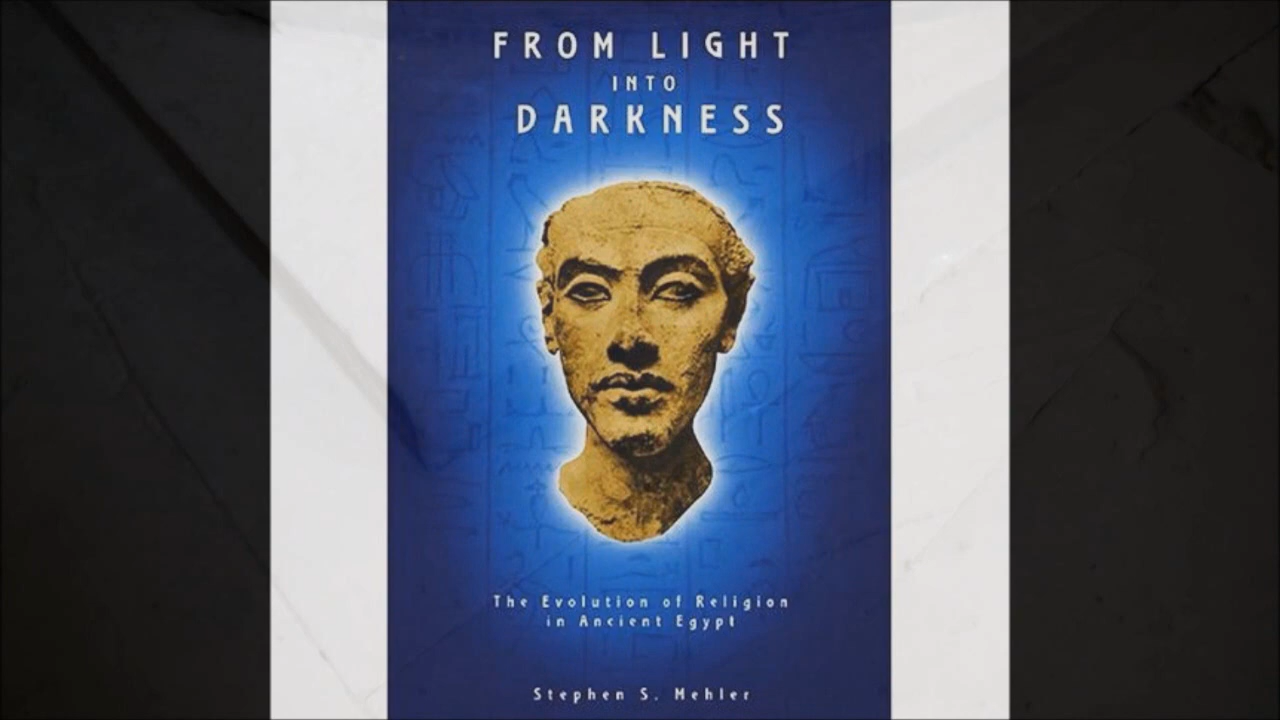 FROM LIGHT
INTO
DARKNESS
The Evolution of Religion
in Ancient Egypt
Stephen S. Mehler